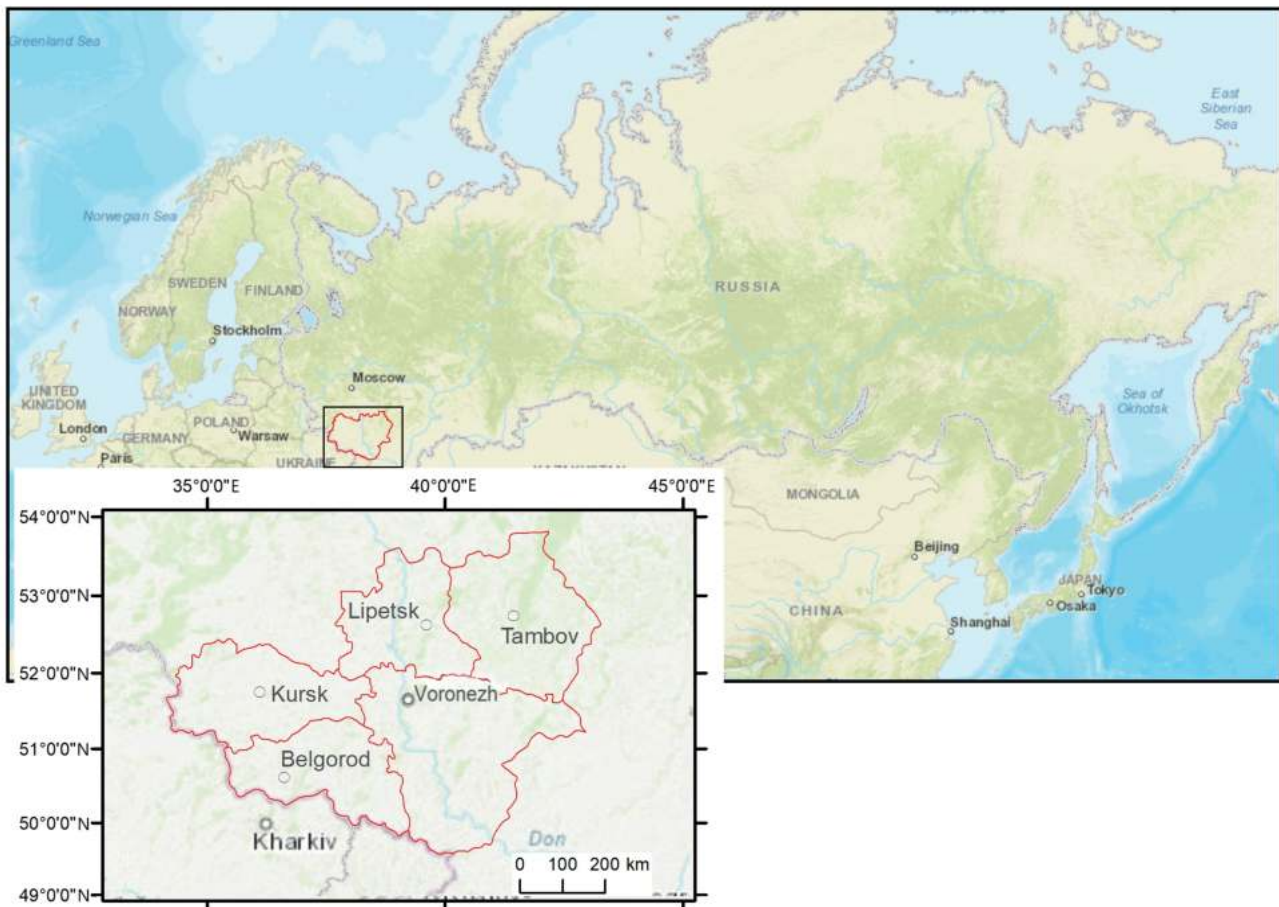 Greenland Sea
East
Siberian
Sea
Norwegian Sea
SWEDEN
FINLAND
NORWAY
RUSSIA
Stockholm
Moscow
UNITED
KINGDOM
London
POLAND
GERMANY
Warsaw
Paris
UKRAINE
Sea of
Okhotsk
MONGOLIA
Beijing
JAPAN
Tokyo
Osaka
CHINA
Shanghai
35°0'0"E
40°0'0"E
45°0'0"E
54°0'0"N
53°0'0"N
52°0'0"N
51°0'0"N
50°0'0"N
49°0'0"N
Lipetsk
Tambov
Kursk
Voronezh
Belgorod
Kharkiv
Don
0 100 200 km